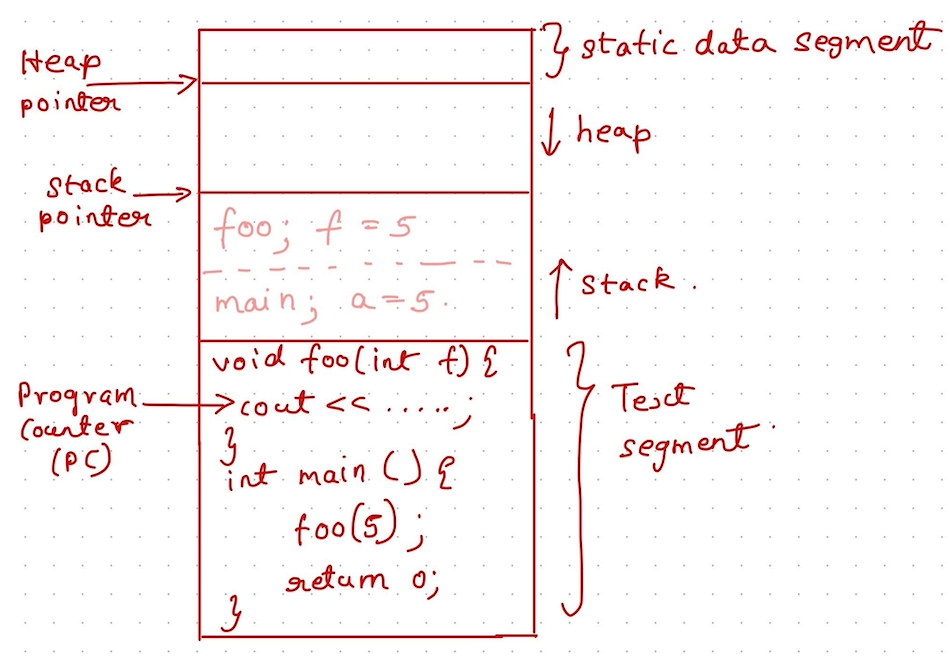 static data segment
Heap
pointer
heap
Stack
pointer
foo; f = 5
main; a = 5.
stack.
void foo(int f) {
Program
Counter
(PC)
cout << .....;
}
int main () {
foo(5);
return 0;
}
Text
segment